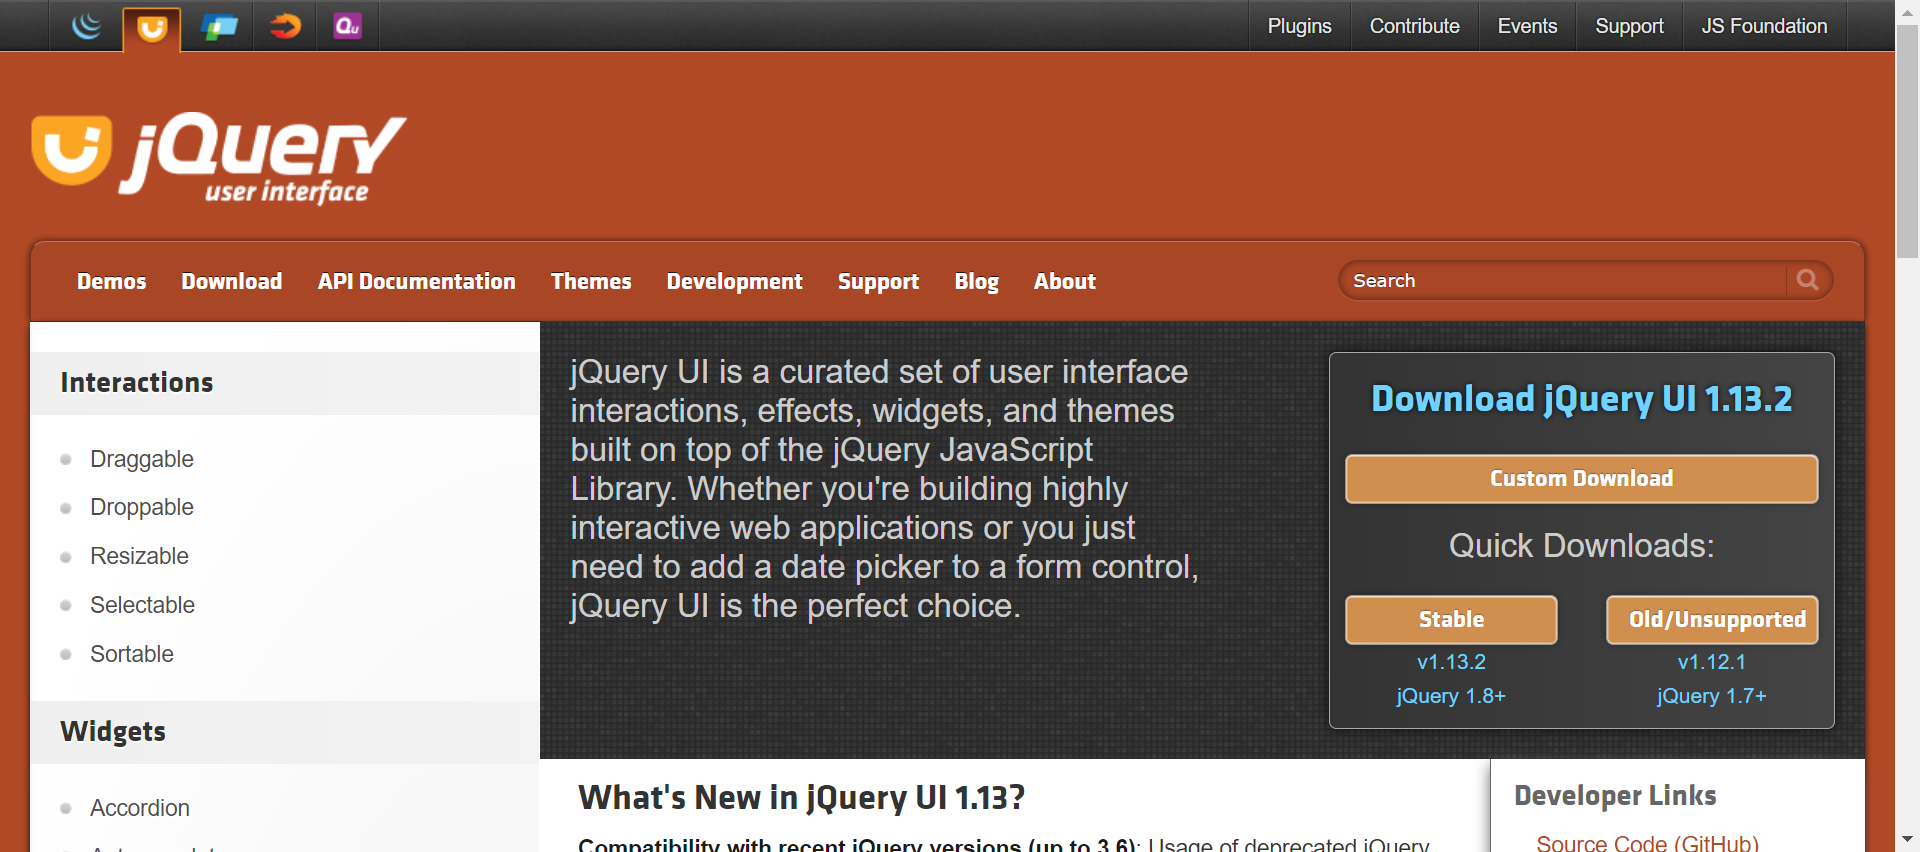 Qu
Plugins
Contribute
Events
Support
JS Foundation
jQuery
user interface
Demos
Download
API Documentation
Themes
Development
Support
Blog
About
Search
Interactions
Draggable
Droppable
Resizable
Selectable
Sortable
Widgets
Accordion
jQuery UI is a curated set of user interface
interactions, effects, widgets, and themes
built on top of the jQuery JavaScript
Library. Whether you're building highly
interactive web applications or you just
need to add a date picker to a form control,
jQuery UI is the perfect choice.
Download jQuery UI 1.13.2
Custom Download
Quick Downloads:
Stable
v1.13.2
jQuery 1.8+
Old/Unsupported
v1.12.1
jQuery 1.7+
What's New in jQuery UI 1.13?
Compatibility with recent jQuery versions (up to 3.6): Usage of deprecated jQuery
Developer Links
Source Code (GitHub)